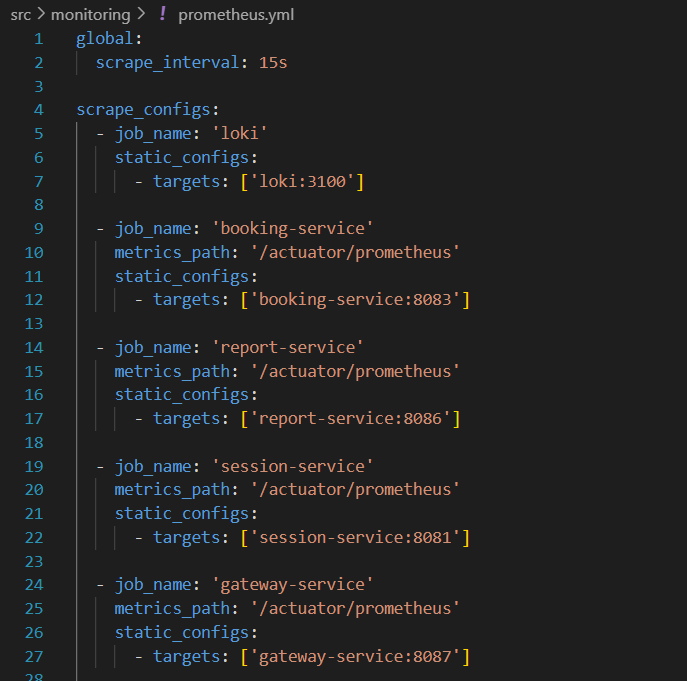 src > monitoring > ! prometheus.yml
1 global:
2   scrape_interval: 15s
3
4 scrape_configs:
5   - job_name: 'loki'
6     static_configs:
7       - targets: ['loki:3100']
8
9   - job_name: 'booking-service'
10     metrics_path: '/actuator/prometheus'
11     static_configs:
12       - targets: ['booking-service:8083']
13
14   - job_name: 'report-service'
15     metrics_path: '/actuator/prometheus'
16     static_configs:
17       - targets: ['report-service:8086']
18
19   - job_name: 'session-service'
20     metrics_path: '/actuator/prometheus'
21     static_configs:
22       - targets: ['session-service:8081']
23
24   - job_name: 'gateway-service'
25     metrics_path: '/actuator/prometheus'
26     static_configs:
27       - targets: ['gateway-service:8087']
28